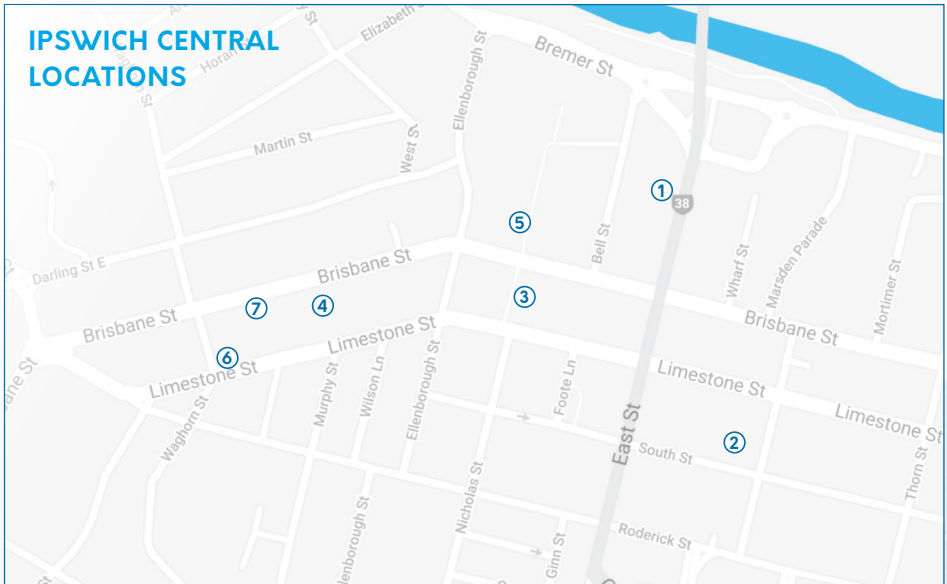 IPSWICH CENTRAL
LOCATIONS
Elizabeth S
Bremer St
Ellenborough St
Martin St
West St
1
38
5
Bell St
Wharf St
Marsden Parade
Mortimer St
Darling St E
Brisbane St
3
4
7
Brisbane St
Brisbane St
Limestone St
6
Limestone St
Limestone St
Limestone St
Murphy St
Wilson Ln
Ellenborough St
Foote Ln
East St
2
South St
Thorn St
Waghorn St
Nicholas St
Roderick St
Ginn St